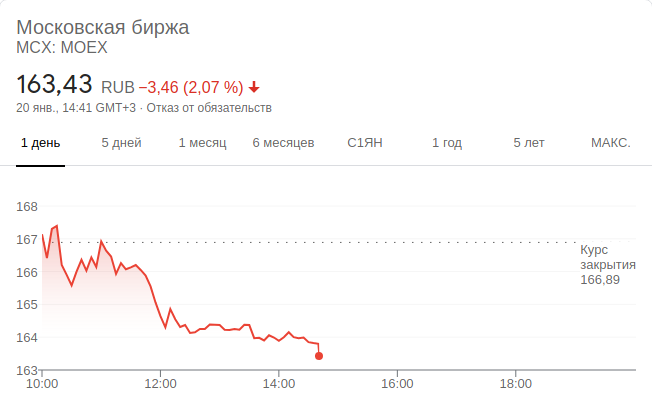 Московская биржа
MCX: MOEX
163,43 RUB −3,46 (2,07 %)
20 янв., 14:41 GMT+3 · Отказ от обязательств
1 день 5 дней 1 месяц 6 месяцев С1ЯН 1 год 5 лет МАКС.
168
167
166
165
164
163
Курс
закрытия
166,89
10:00 12:00 14:00 16:00 18:00